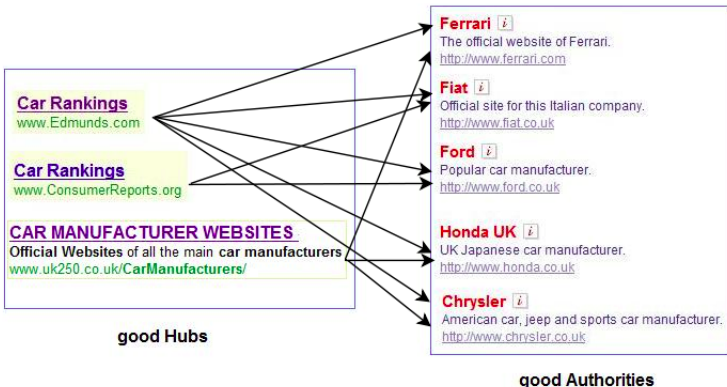 Car Rankings
www.Edmunds.com
Car Rankings
www.ConsumerReports.org
CAR MANUFACTURER WEBSITES
Official Websites of all the main car manufacturers
www.uk250.co.uk/CarManufacturers/
good Hubs
Ferrari i
The official website of Ferrari.
http://www.ferrari.com
Fiat i
Official site for this Italian company.
http://www.fiat.co.uk
Ford i
Popular car manufacturer.
http://www.ford.co.uk
Honda UK i
UK Japanese car manufacturer.
http://www.honda.co.uk
Chrysler i
American car, jeep and sports car manufacturer.
http://www.chrysler.co.uk
good Authorities